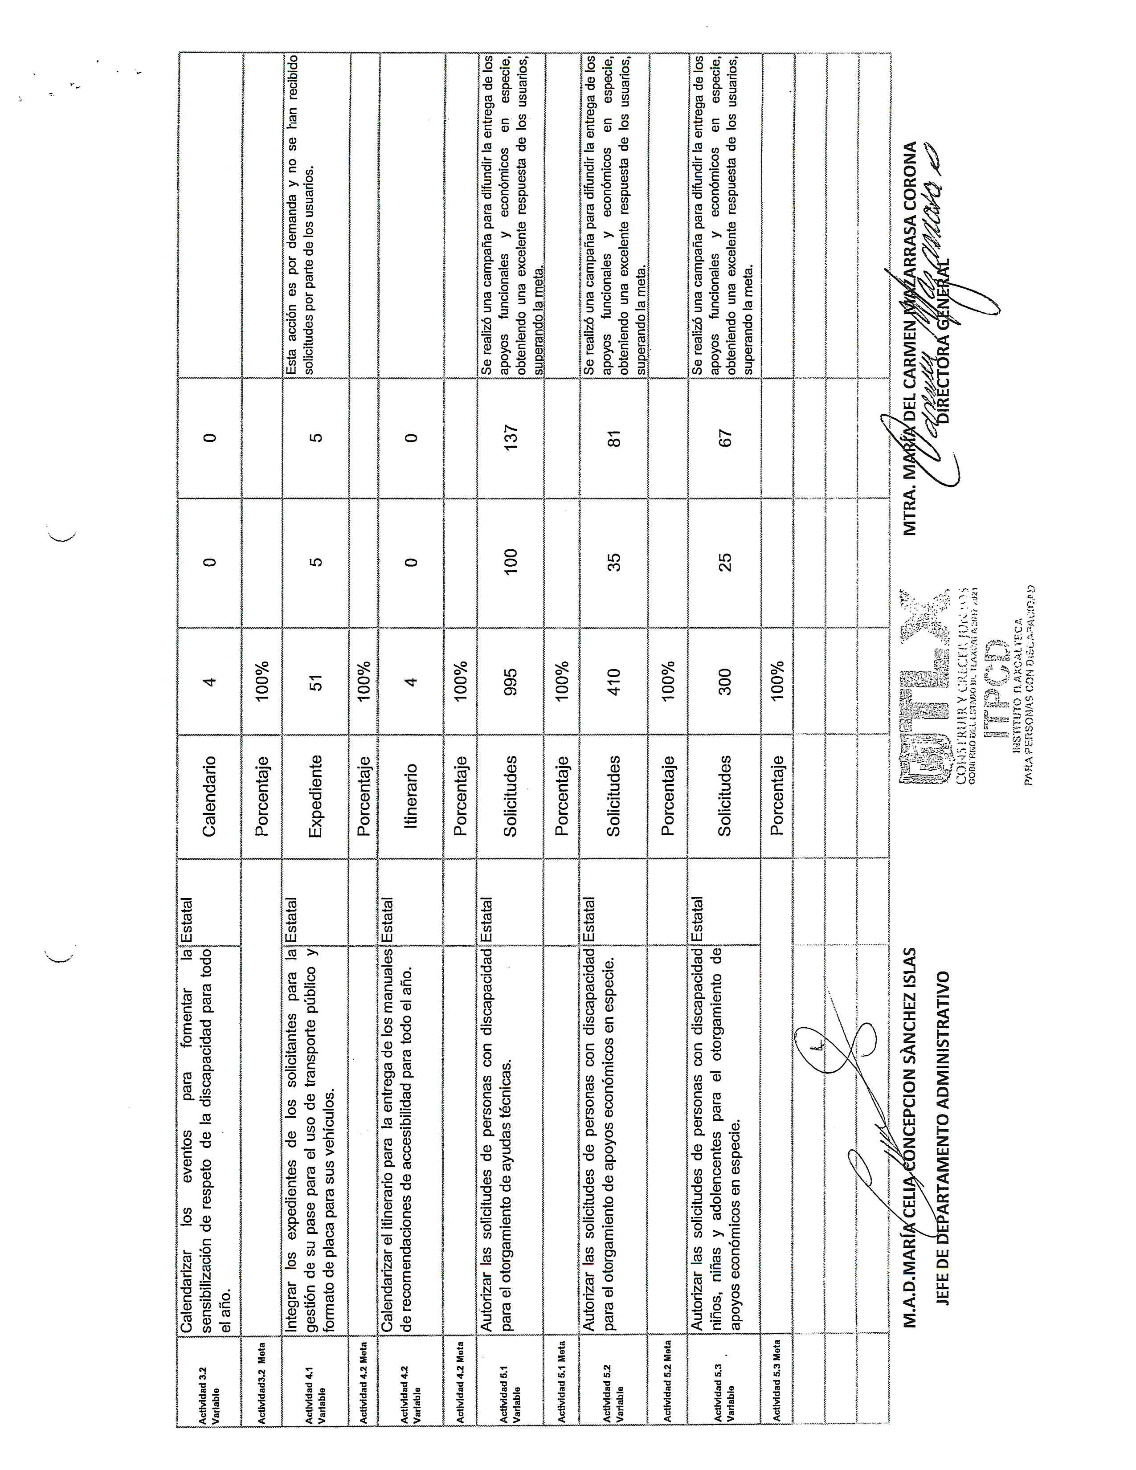 Actividad 3.2 Variable
Calendarizar los eventos para fomentar la
sensibilización de respeto de la discapacidad para todo
el año.
Estatal
Calendario
4
0
0
Actividad3.2 Meta
Porcentaje
100%
Actividad 4.1 Variable
Integrar los expedientes de los solicitantes para la
gestión de su pase para el uso de transporte público y
formato de placa para sus vehículos.
Estatal
Expediente
51
5
5
Esta acción es por demanda y no se han recibido
solicitudes por parte de los usuarios.
Actividad 4.2 Meta
Porcentaje
100%
Actividad 4.2 Variable
Calendarizar el itinerario para la entrega de los manuales
de recomendaciones de accesibilidad para todo el año.
Estatal
Itinerario
4
0
0
Actividad 4.2 Meta
Porcentaje
100%
Actividad 5.1 Variable
Autorizar las solicitudes de personas con discapacidad
para el otorgamiento de ayudas técnicas.
Estatal
Solicitudes
995
100
137
Se realizó una campaña para difundir la entrega de los
apoyos funcionales y económicos en especie,
obteniendo una excelente respuesta de los usuarios,
superando la meta.
Actividad 5.1 Meta
Porcentaje
100%
Actividad 5.2 Variable
Autorizar las solicitudes de personas con discapacidad
para el otorgamiento de apoyos económicos en especie.
Estatal
Solicitudes
410
35
81
Se realizó una campaña para difundir la entrega de los
apoyos funcionales y económicos en especie,
obteniendo una excelente respuesta de los usuarios,
superando la meta.
Actividad 5.2 Meta
Porcentaje
100%
Actividad 5.3 Variable
Autorizar las solicitudes de personas con discapacidad
niños, niñas y adolencentes para el otorgamiento de
apoyos económicos en especie.
Estatal
Solicitudes
300
25
67
Se realizó una campaña para difundir la entrega de los
apoyos funcionales y económicos en especie,
obteniendo una excelente respuesta de los usuarios,
superando la meta.
Actividad 5.3 Meta
Porcentaje
100%
M.A.D.MARÍA CELIA CONCEPCION SÀNCHEZ ISLAS
JEFE DE DEPARTAMENTO ADMINISTRATIVO
TLX
CONSTRUIR Y CRECER JUNTOS
GOBIERNO DEL ESTADO DE TLAXCALA 2017-2021
ITPCD
INSTITUTO TLAXCALTECA
PARA PERSONAS CON DISCAPACIDAD
MTRA. MARÍA DEL CARMEN MAZARRASA CORONA
DIRECTORA GENERAL